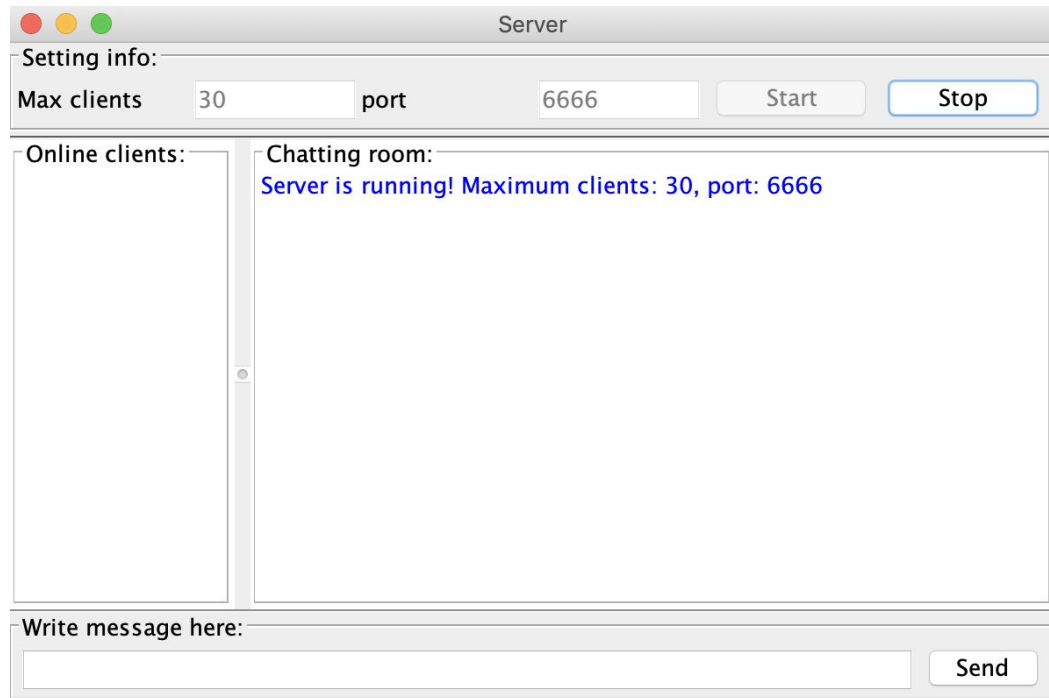 Server
Setting info:
Max clients 30 port 6666 Start Stop
Online clients:
Chatting room:
Server is running! Maximum clients: 30, port: 6666
Write message here:
Send